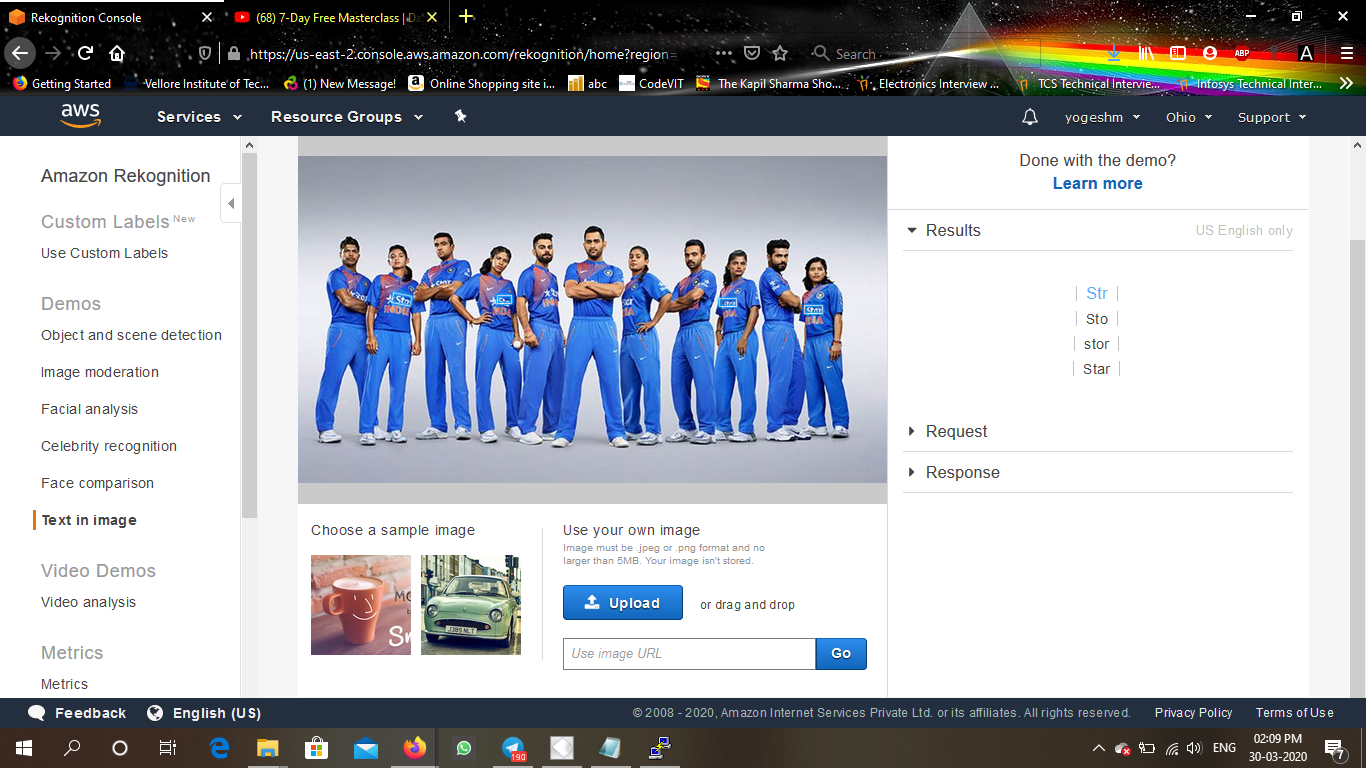 Rekognition Console
(68) 7-Day Free Masterclass | Da
https://us-east-2.console.aws.amazon.com/rekognition/home?region=
Search
ABP
A
Getting Started
Vellore Institute of Tec...
(1) New Message!
Online Shopping site i...
abc
CodeVIT
The Kapil Sharma Sho...
Electronics Interview ...
TCS Technical Intervie...
Infosys Technical Inter...
aws
Services
Resource Groups
yogeshm
Ohio
Support
Amazon Rekognition
Custom Labels New
Use Custom Labels
Demos
Object and scene detection
Image moderation
Facial analysis
Celebrity recognition
Face comparison
Text in image
Video Demos
Video analysis
Metrics
Metrics
INDIA
Choose a sample image
J389 NLT
Use your own image
Image must be .jpeg or .png format and no
larger than 5MB. Your image isn't stored.
Upload
or drag and drop
Use image URL
Go
Done with the demo?
Learn more
Results
US English only
Str
Sto
stor
Star
Request
Response
Feedback
English (US)
© 2008 - 2020, Amazon Internet Services Private Ltd. or its affiliates. All rights reserved.
Privacy Policy
Terms of Use
190
ENG
02:09 PM
30-03-2020
7